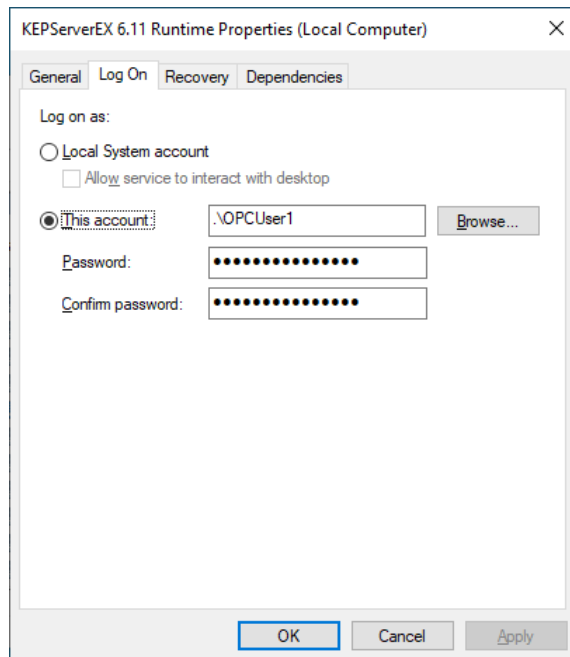 KEPServerEX 6.11 Runtime Properties (Local Computer)
General Log On Recovery Dependencies
Log on as:
Local System account
Allow service to interact with desktop
This account: .\OPCUser1 Browse...
Password: ●●●●●●●●●●●●●●●
Confirm password: ●●●●●●●●●●●●●●●
OK Cancel Apply